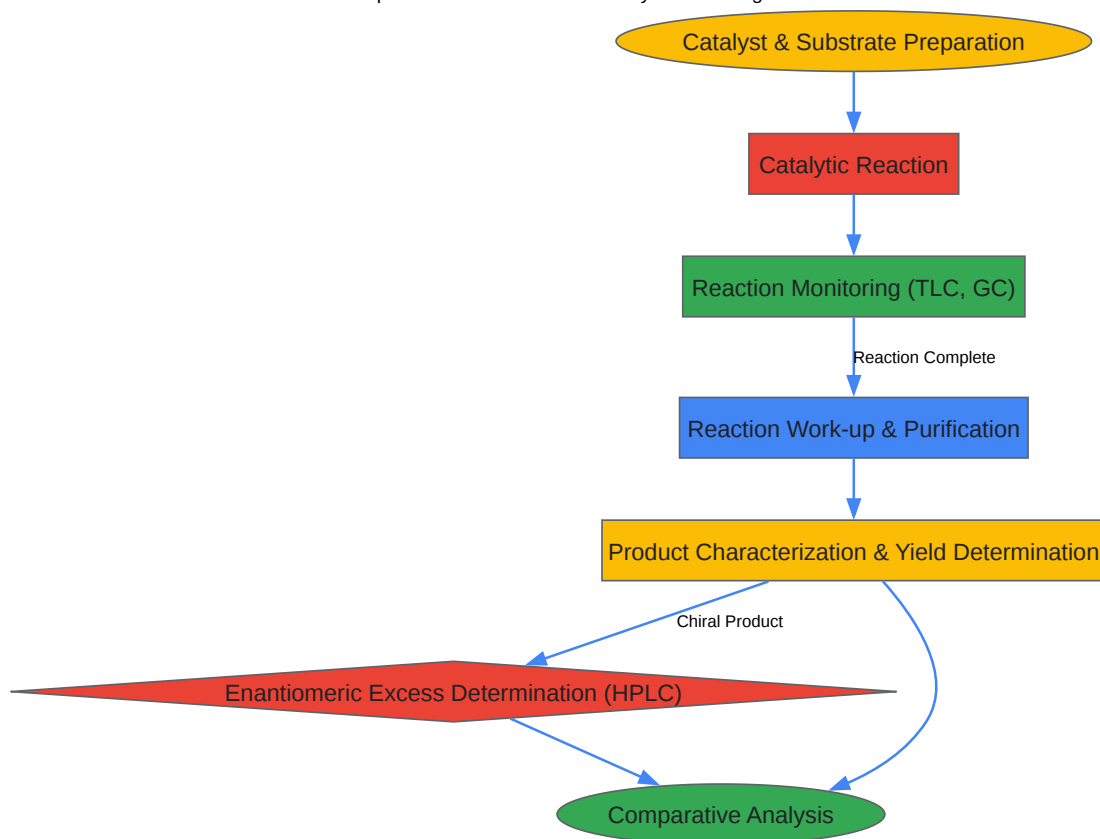 Catalyst & Substrate Preparation
Catalytic Reaction
Reaction Monitoring (TLC, GC)
Reaction Complete
Reaction Work-up & Purification
Product Characterization & Yield Determination
Chiral Product
Enantiomeric Excess Determination (HPLC)
Comparative Analysis